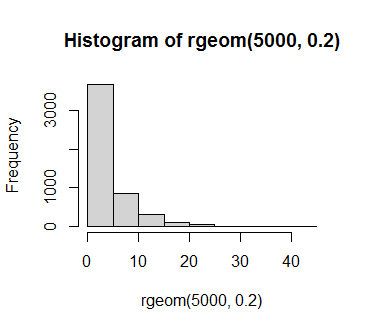 Histogram of rgeom(5000, 0.2)
Frequency
3000
1000
0
0 10 20 30 40
rgeom(5000, 0.2)